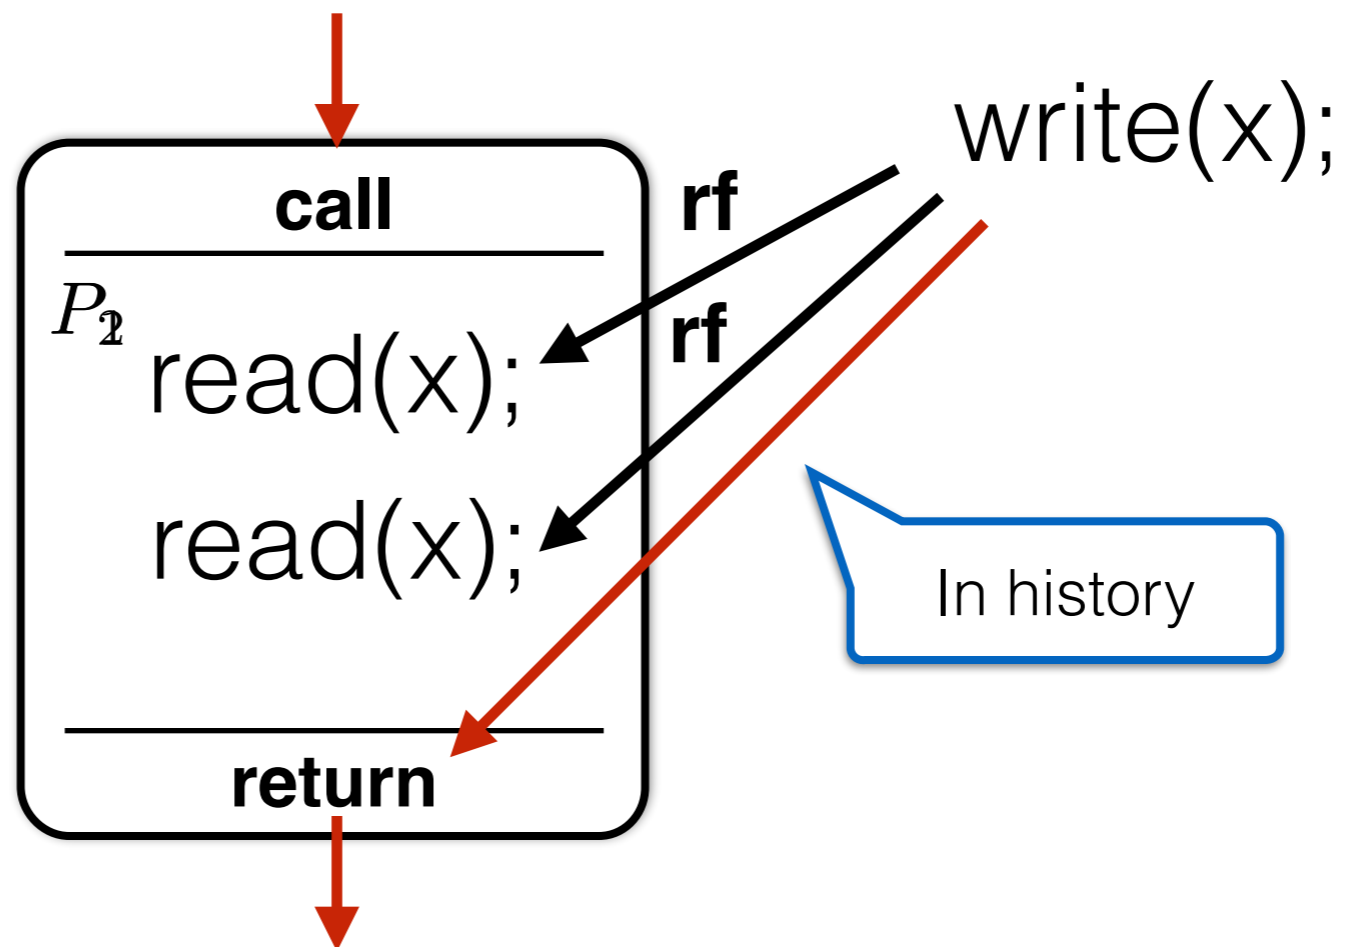 write(x);
call
rf
P
read(x);
rf
read(x);
In history
return